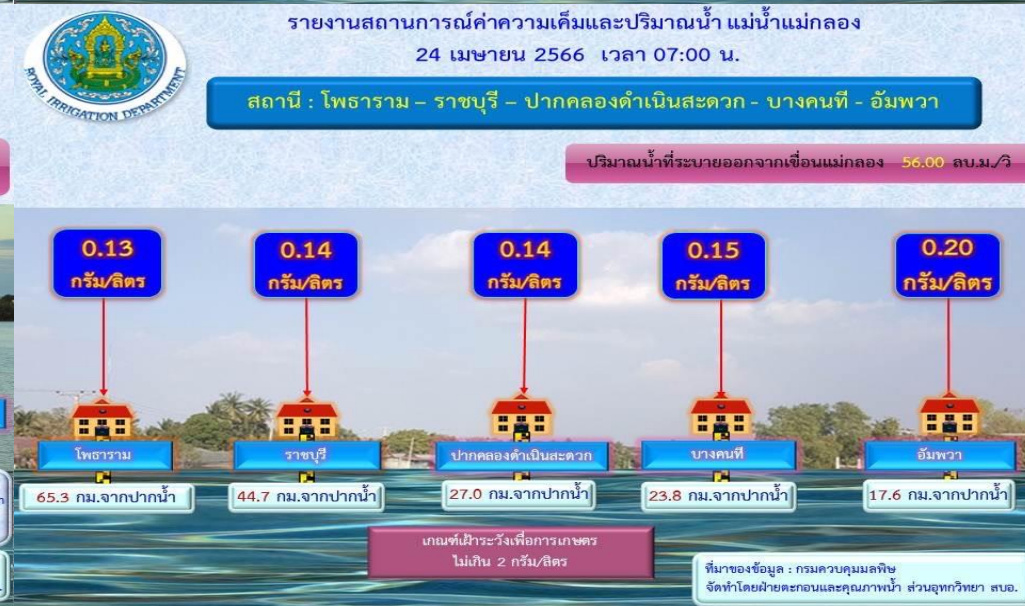 รายงานสถานการณ์ค่าความเค็มและปริมาณน้ำ แม่น้ำแม่กลอง
24 เมษายน 2566 เวลา 07:00 น.
ROYAL IRRIGATION DEPARTMENT
สถานี : โพธาราม – ราชบุรี – ปากคลองดำเนินสะดวก - บางคนที - อัมพวา
ปริมาณน้ำที่ระบายออกจากเขื่อนแม่กลอง 56.00 ลบ.ม./วิ
0.13 กรัม/ลิตร
0.14 กรัม/ลิตร
0.14 กรัม/ลิตร
0.15 กรัม/ลิตร
0.20 กรัม/ลิตร
โพธาราม
ราชบุรี
ปากคลองดำเนินสะดวก
บางคนที
อัมพวา
65.3 กม.จากปากน้ำ
44.7 กม.จากปากน้ำ
27.0 กม.จากปากน้ำ
23.8 กม.จากปากน้ำ
17.6 กม.จากปากน้ำ
เกณฑ์เฝ้าระวังเพื่อการเกษตร
ไม่เกิน 2 กรัม/ลิตร
ที่มาของข้อมูล : กรมควบคุมมลพิษ
จัดทำโดยฝ่ายตะกอนและคุณภาพน้ำ ส่วนอุทกวิทยา สบอ.